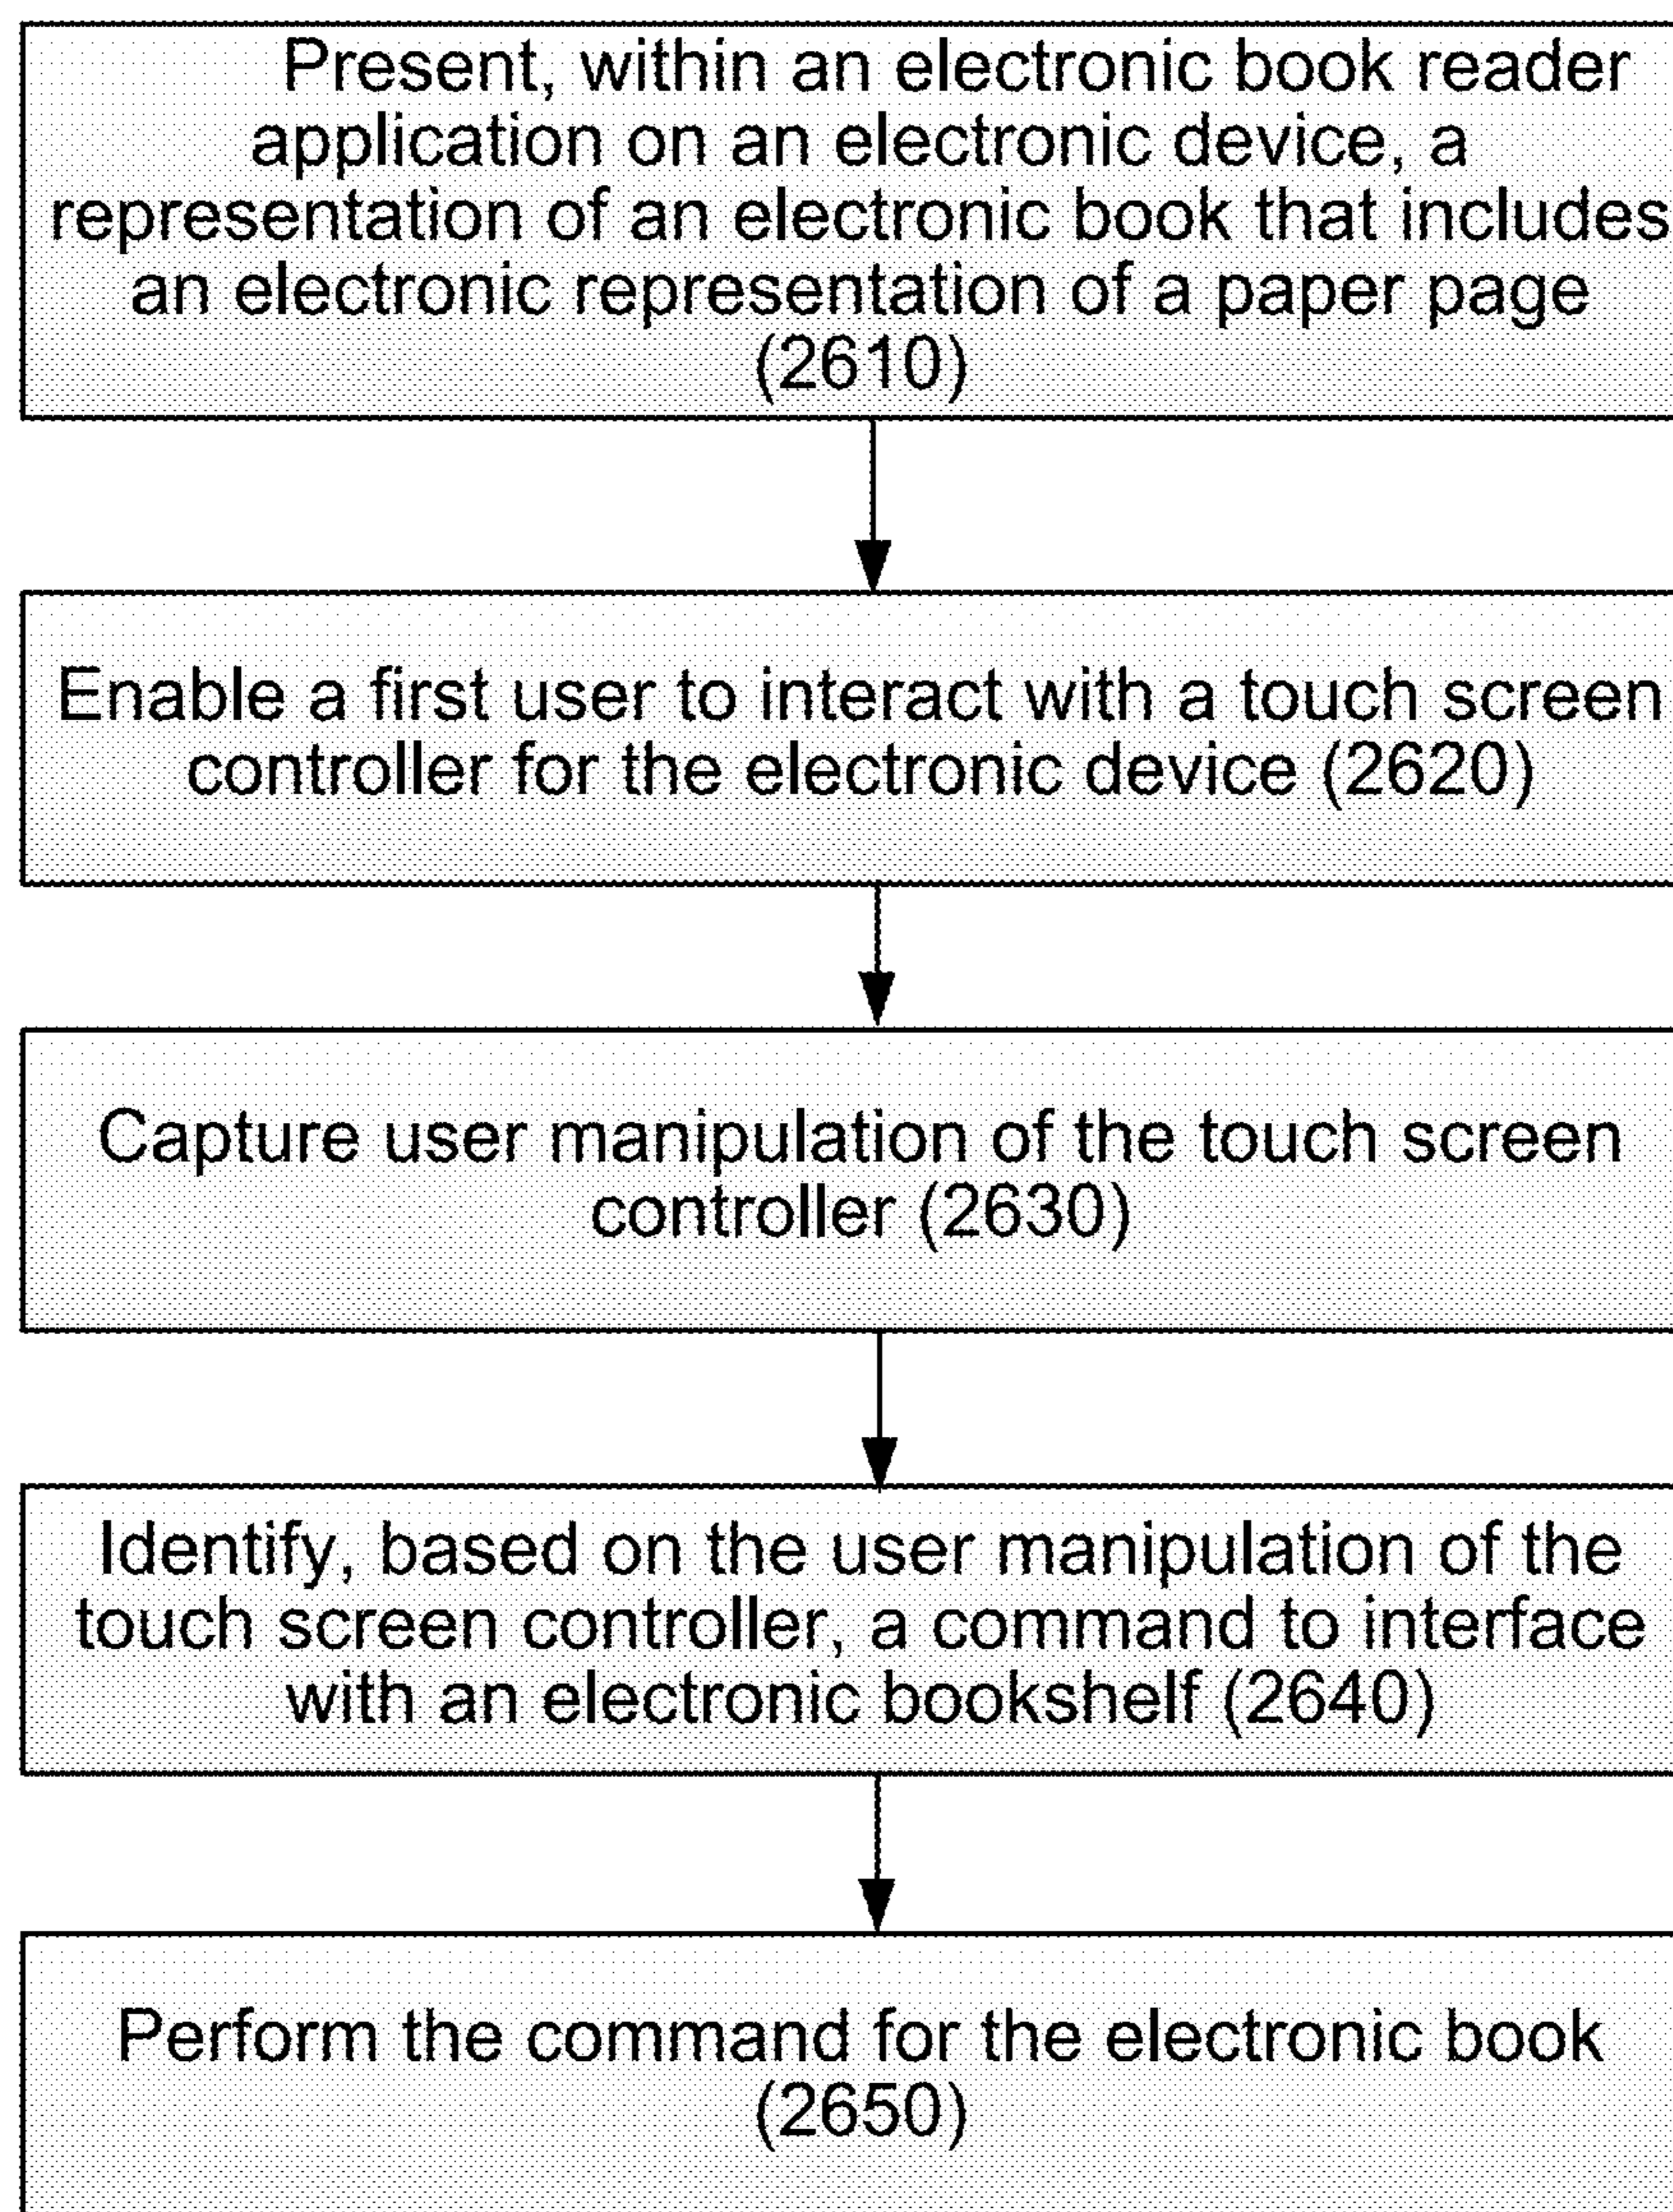 Present, within an electronic book reader
application on an electronic device, a
representation of an electronic book that includes
an electronic representation of a paper page
(2610)
Enable a first user to interact with a touch screen
controller for the electronic device (2620)
Capture user manipulation of the touch screen
controller (2630)
Identify, based on the user manipulation of the
touch screen controller, a command to interface
with an electronic bookshelf (2640)
Perform the command for the electronic book
(2650)